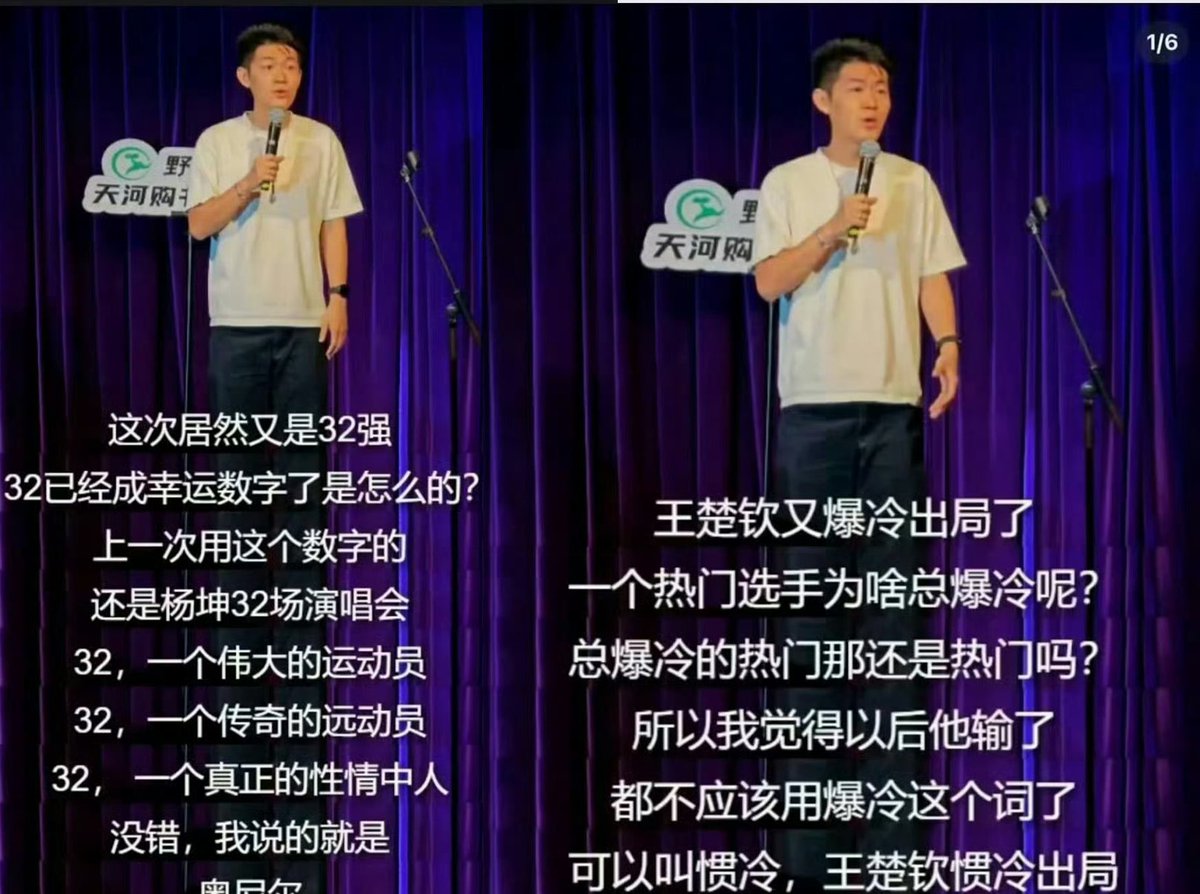 野
天河购
这次居然又是32强
32已经成幸运数字了是怎么的?
上一次用这个数字的
还是杨坤32场演唱会
32，一个伟大的运动员
32，一个传奇的远动员
32， 一个真正的性情中人
没错，我说的就是
奥尼尔
1/6
天河购
王楚钦又爆冷出局了
一个热门选手为啥总爆冷呢?
总爆冷的热门那还是热门吗?
所以我觉得以后他输了
都不应该用爆冷这个词了
可以叫惯冷，王楚钦惯冷出局